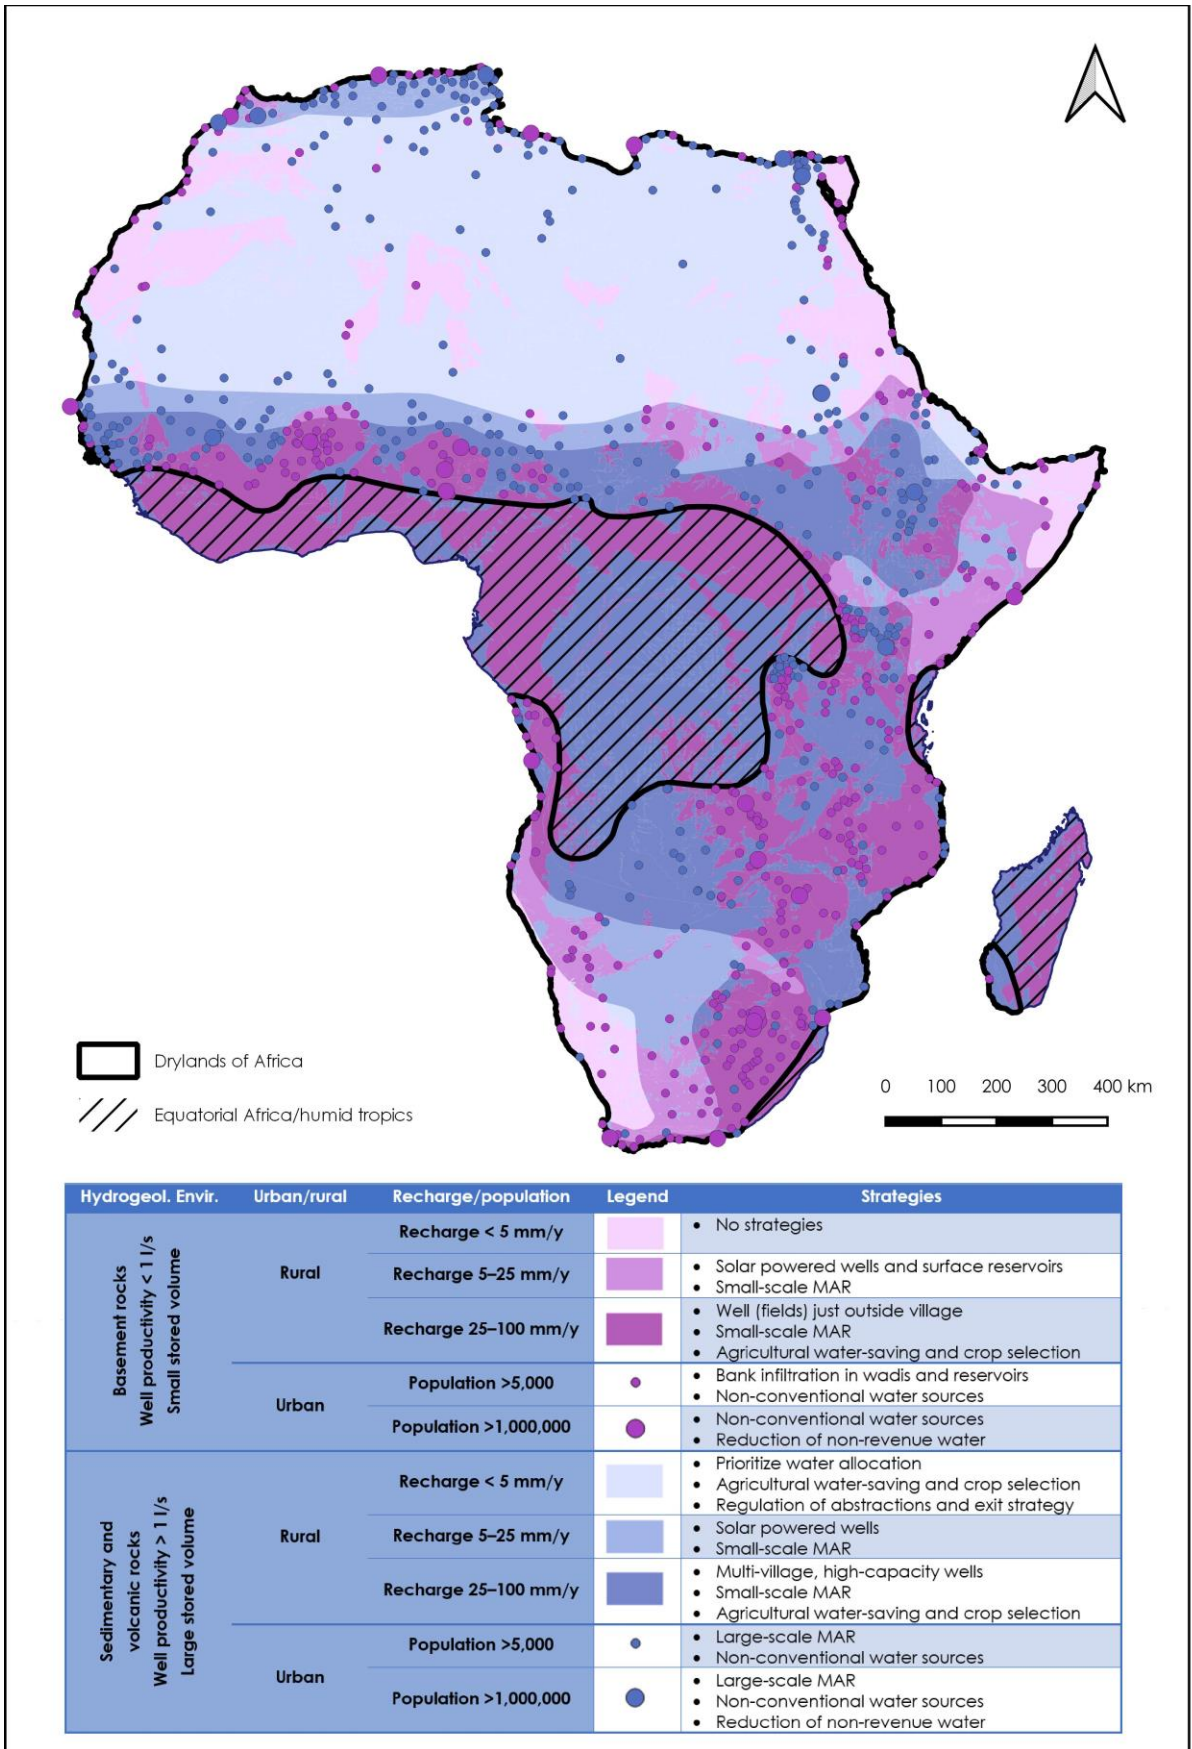 Drylands of Africa
Equatorial Africa/humid tropics
0 100 200 300 400 km
Hydrogeol. Envir. Urban/rural Recharge/population Legend Strategies
Basement rocks
Well productivity < 1 l/s
Small stored volume
Rural
Recharge < 5 mm/y
• No strategies
Recharge 5–25 mm/y
• Solar powered wells and surface reservoirs
• Small-scale MAR
Recharge 25–100 mm/y
• Well (fields) just outside village
• Small-scale MAR
• Agricultural water-saving and crop selection
Urban
Population >5,000
• Bank infiltration in wadis and reservoirs
• Non-conventional water sources
Population >1,000,000
• Non-conventional water sources
• Reduction of non-revenue water
Sedimentary and
volcanic rocks
Well productivity > 1 l/s
Large stored volume
Rural
Recharge < 5 mm/y
• Prioritize water allocation
• Agricultural water-saving and crop selection
• Regulation of abstractions and exit strategy
Recharge 5–25 mm/y
• Solar powered wells
• Small-scale MAR
Recharge 25–100 mm/y
• Multi-village, high-capacity wells
• Small-scale MAR
• Agricultural water-saving and crop selection
Urban
Population >5,000
• Large-scale MAR
• Non-conventional water sources
Population >1,000,000
• Large-scale MAR
• Non-conventional water sources
• Reduction of non-revenue water